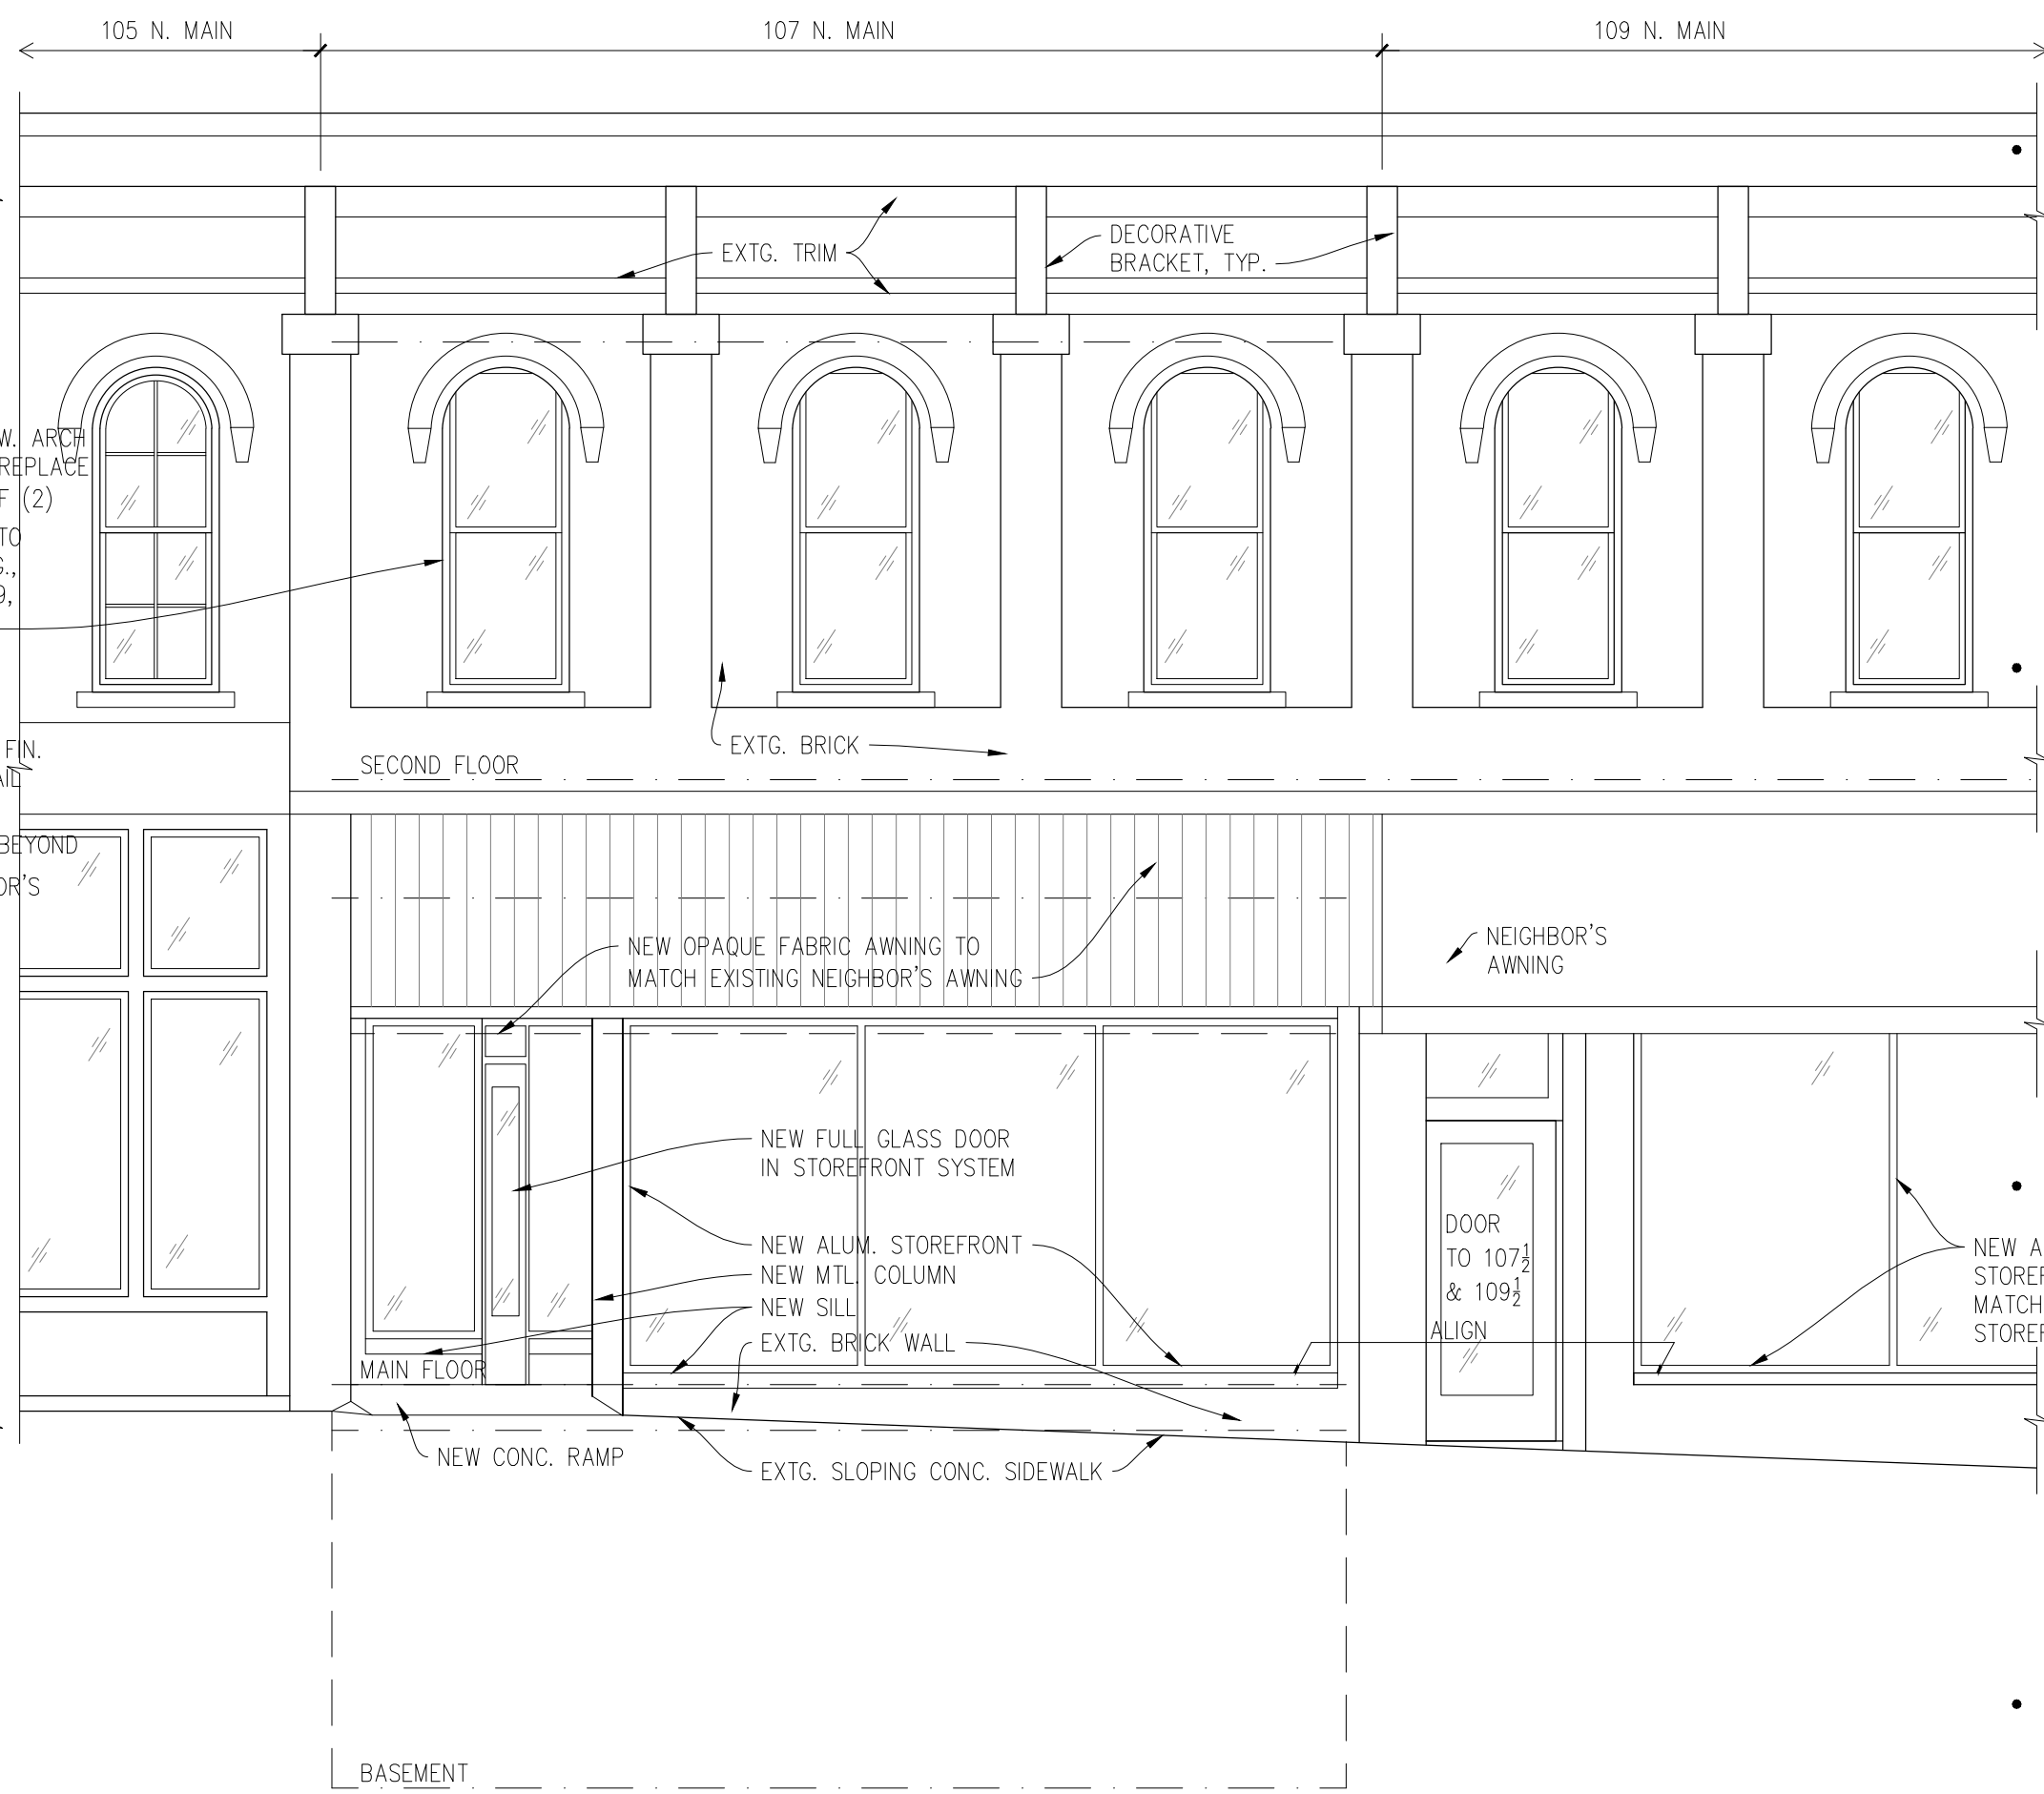 105 N. MAIN
107 N. MAIN
109 N. MAIN
EXTG. TRIM
DECORATIVE
BRACKET, TYP.
W. ARCH
REPLACE
F (2)
TO
G.,
9,
FIN.
AIL
BEYOND
OR'S
EXTG. BRICK
SECOND FLOOR
NEW OPAQUE FABRIC AWNING TO
MATCH EXISTING NEIGHBOR'S AWNING
NEIGHBOR'S
AWNING
NEW FULL GLASS DOOR
IN STOREFRONT SYSTEM
NEW ALUM. STOREFRONT
NEW MTL. COLUMN
NEW SILL
EXTG. BRICK WALL
DOOR
TO 107½
& 109½
ALIGN
NEW A
STOREF
MATCH
STOREF
MAIN FLOOR
NEW CONC. RAMP
EXTG. SLOPING CONC. SIDEWALK
BASEMENT